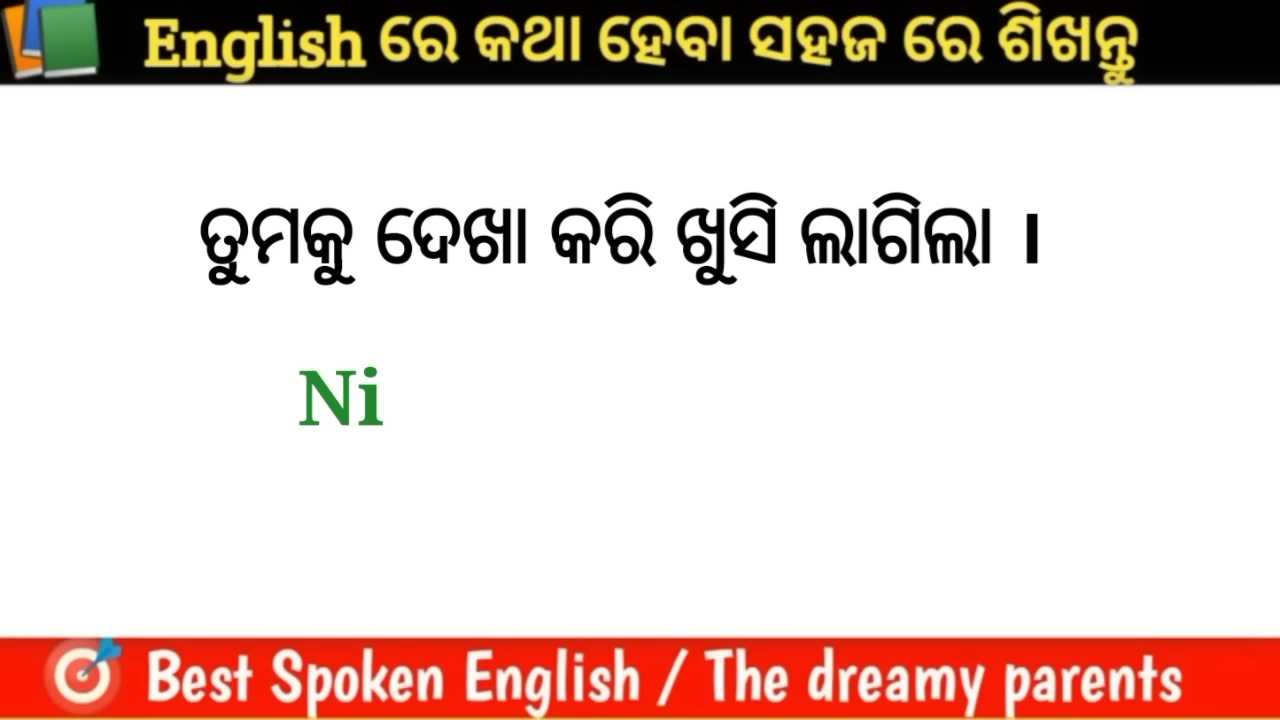 English ରେ କଥା ହେବା ସହଜ ରେ ଶିଖନ୍ତୁ
ତୁମକୁ ଦେଖା କରି ଖୁସି ଲାଗିଲା ।
Ni
Best Spoken English / The dreamy parents